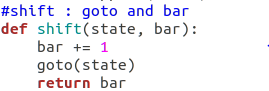 #shift : goto and bar
def shift(state, bar):
    bar += 1
    goto(state)
    return bar